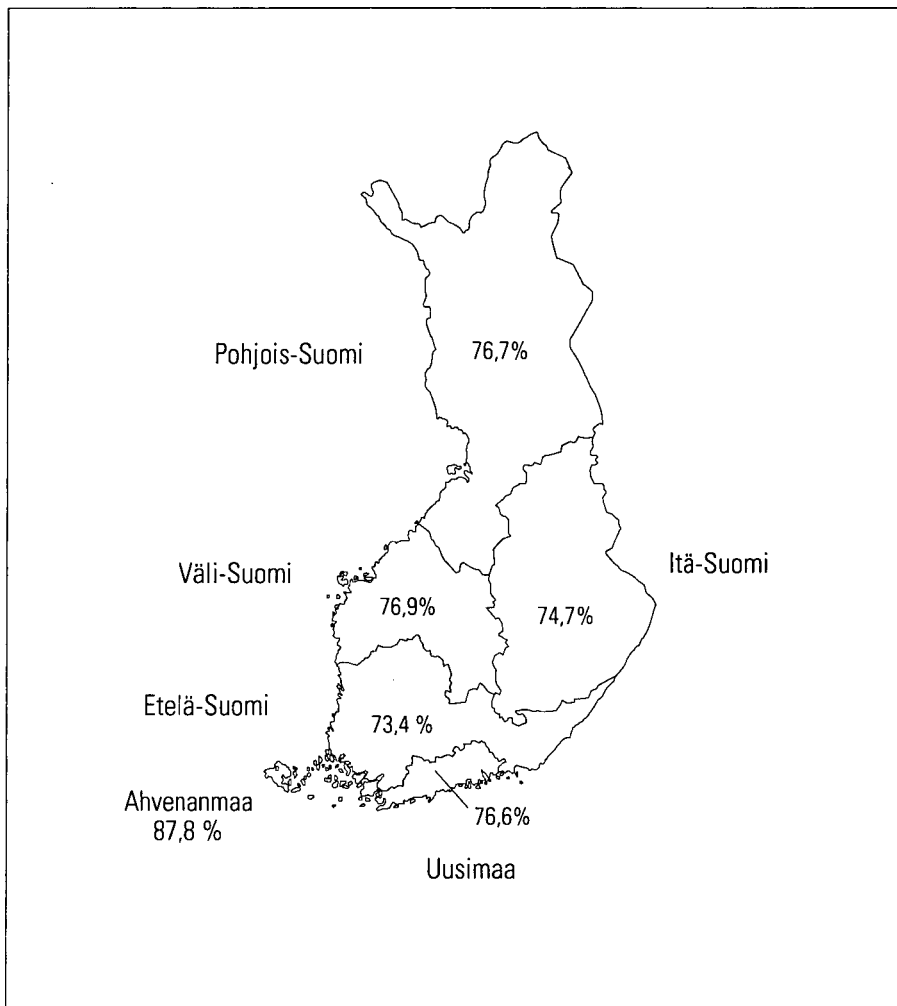 Pohjois-Suomi
76,7%
Väli-Suomi
Itä-Suomi
76,9%
74,7%
Etelä-Suomi
73,4 %
Ahvenanmaa
87,8 %
76,6%
Uusimaa